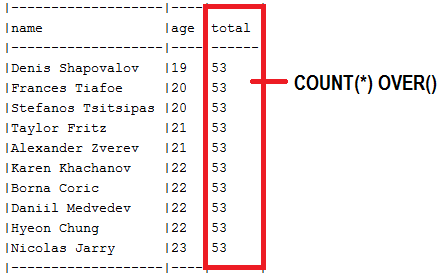 |--------------------|-----|------|
|name                |age  |total
|--------------------|-----|------
|Denis Shapovalov    |19   |53
|Frances Tiafoe      |20   |53
|Stefanos Tsitsipas  |20   |53
|Taylor Fritz        |21   |53
|Alexander Zverev    |21   |53
|Karen Khachanov     |22   |53
|Borna Coric         |22   |53
|Daniil Medvedev     |22   |53
|Hyeon Chung         |22   |53
|Nicolas Jarry       |23   |53
|--------------------|-----|------|
COUNT(*) OVER()